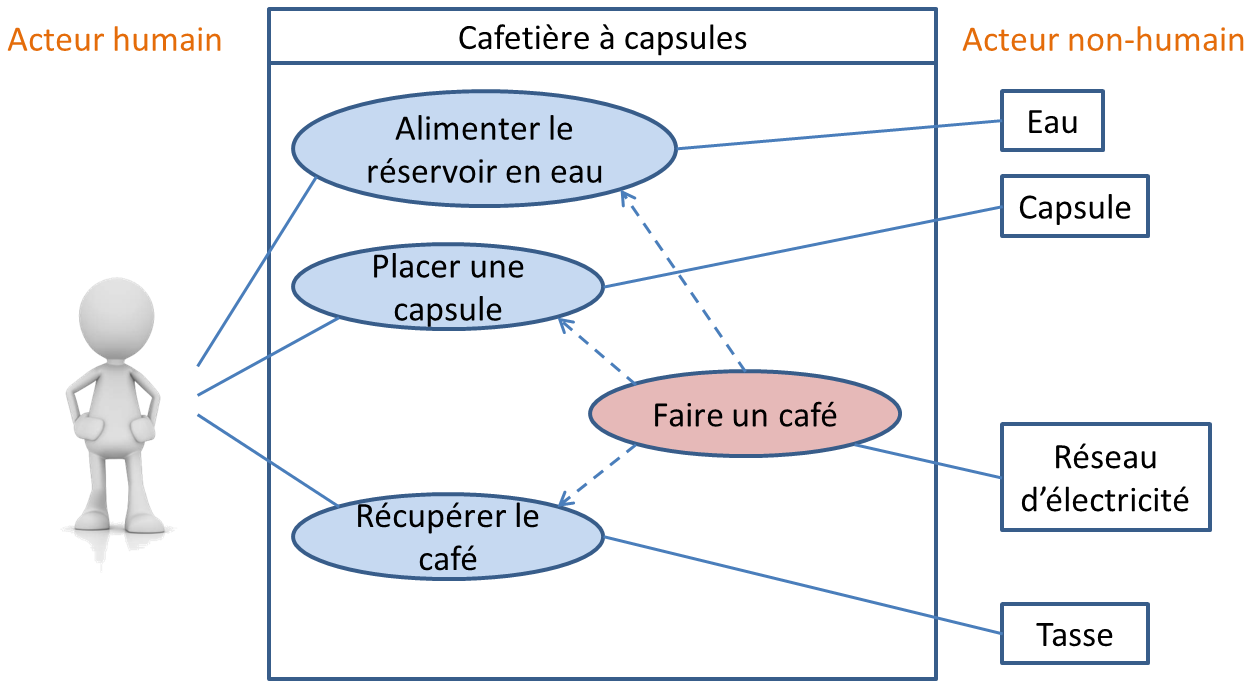 Acteur humain
Cafetière à capsules
Acteur non-humain
Alimenter le
réservoir en eau
Eau
Capsule
Placer une
capsule
Faire un café
Réseau
d’électricité
Récupérer le
café
Tasse